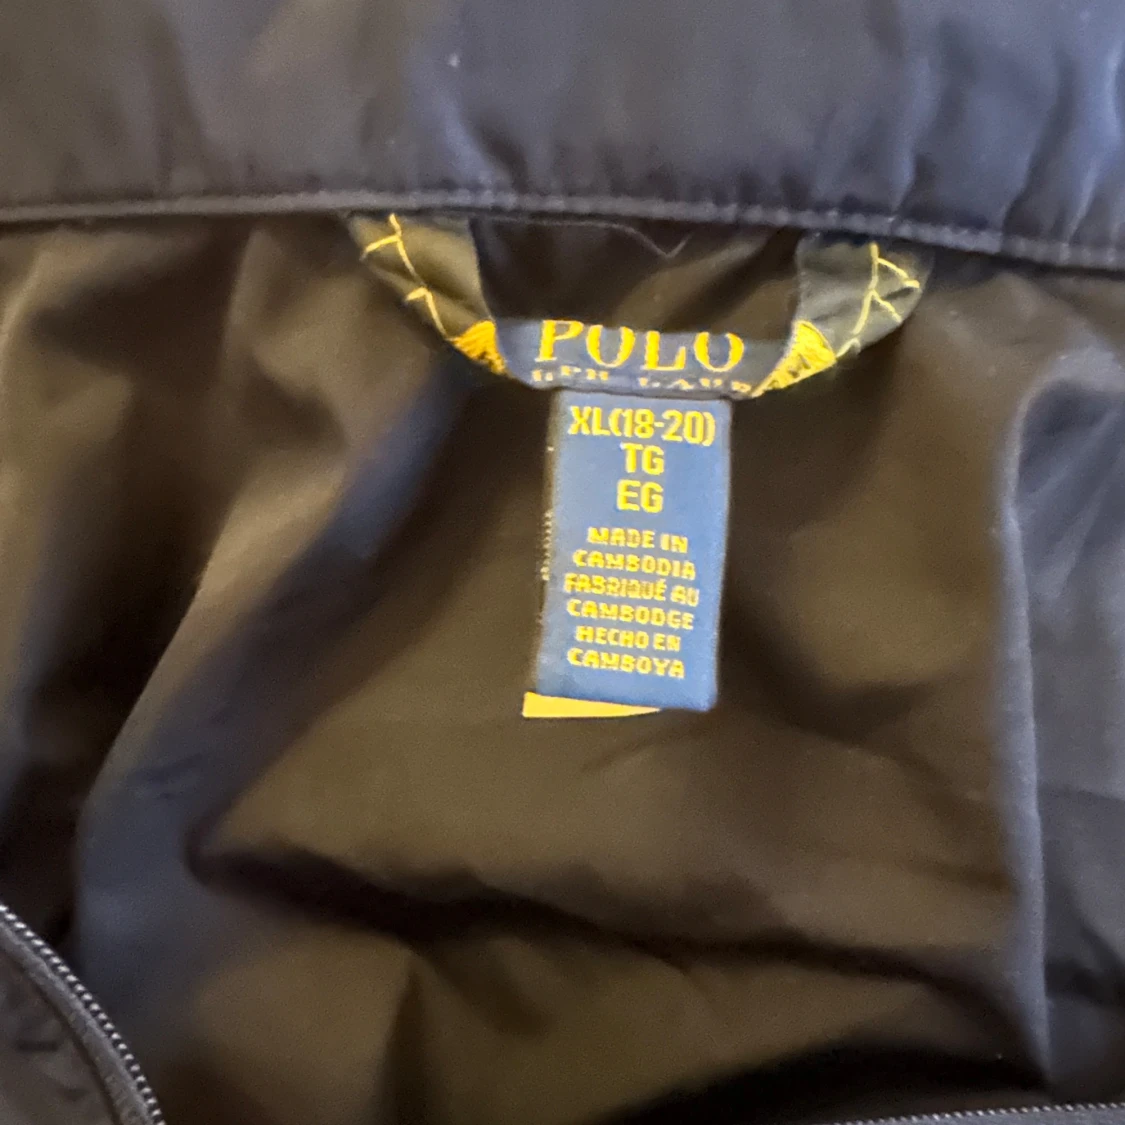 POLO
XL(18-20)
TG
EG
MADE IN
CAMBODIA
FABRIQUÉ AU
CAMBODGE
HECHO EN
CAMBOYA